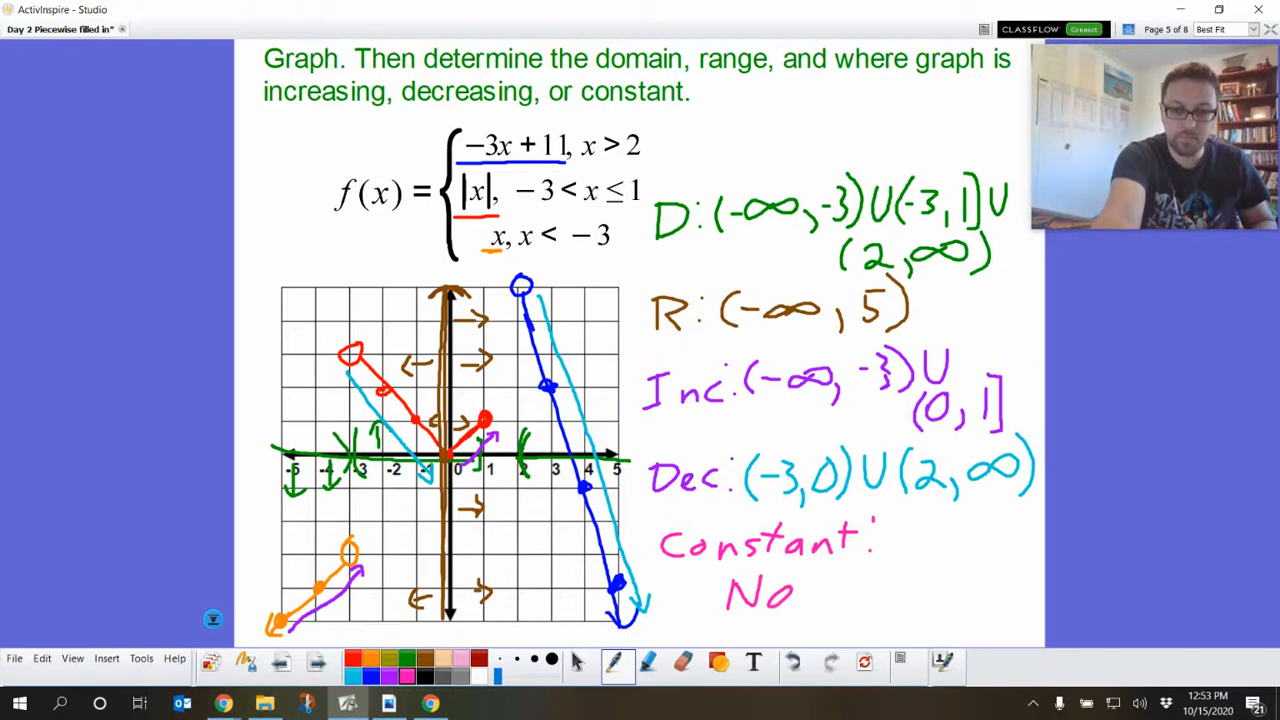 ActivInspire - Studio
Day 2 Piecewise filled in*
CLASSFLOW Connect
Page 5 of 8
Best Fit
Graph. Then determine the domain, range, and where graph is
increasing, decreasing, or constant.
−3x + 11, x > 2
f(x) = |x|, −3 < x ≤ 1
x, x < −3
D: (-∞, -3) U (-3, 1] U
(2, ∞)
R: (-∞, 5)
Inc: (-∞, -3) U
(0, 1]
Dec: (-3, 0) U (2, ∞)
Constant:
No
-5 -4 -3 -2 -1 0 1 2 3 4 5
File Edit View Insert Tools Help
12:53 PM
10/15/2020
21